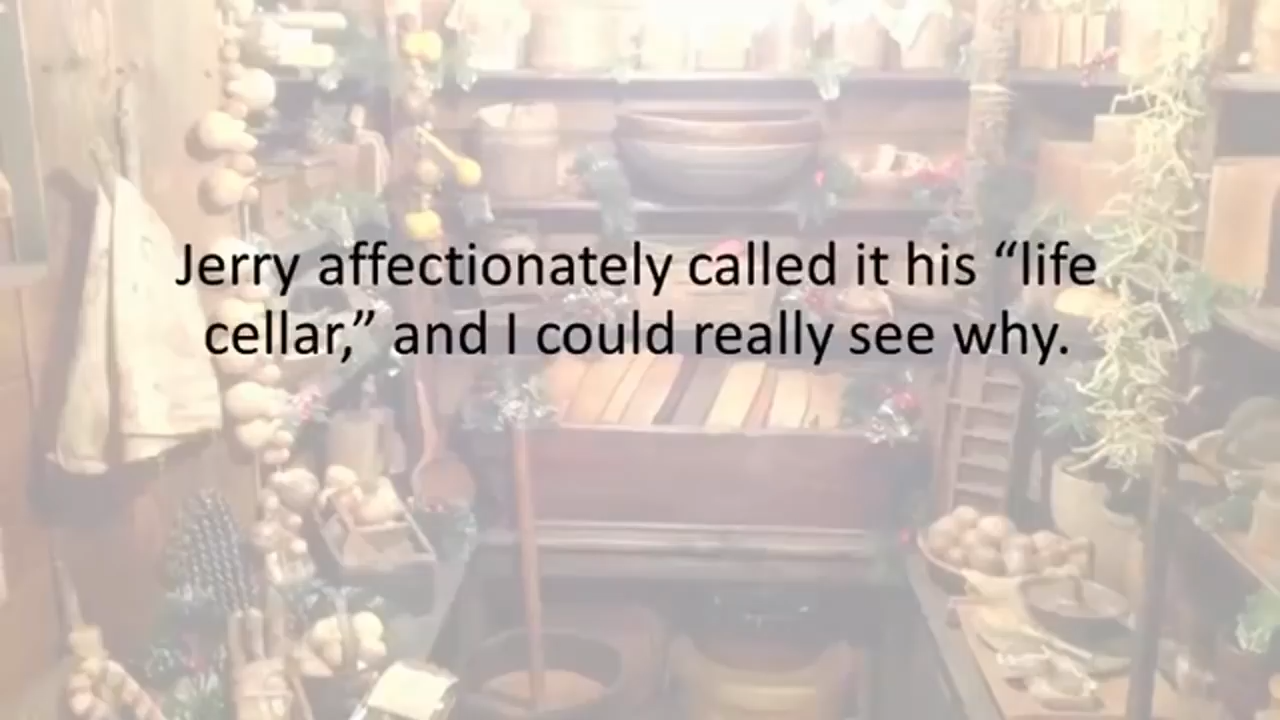 Jerry affectionately called it his “life
cellar,” and I could really see why.